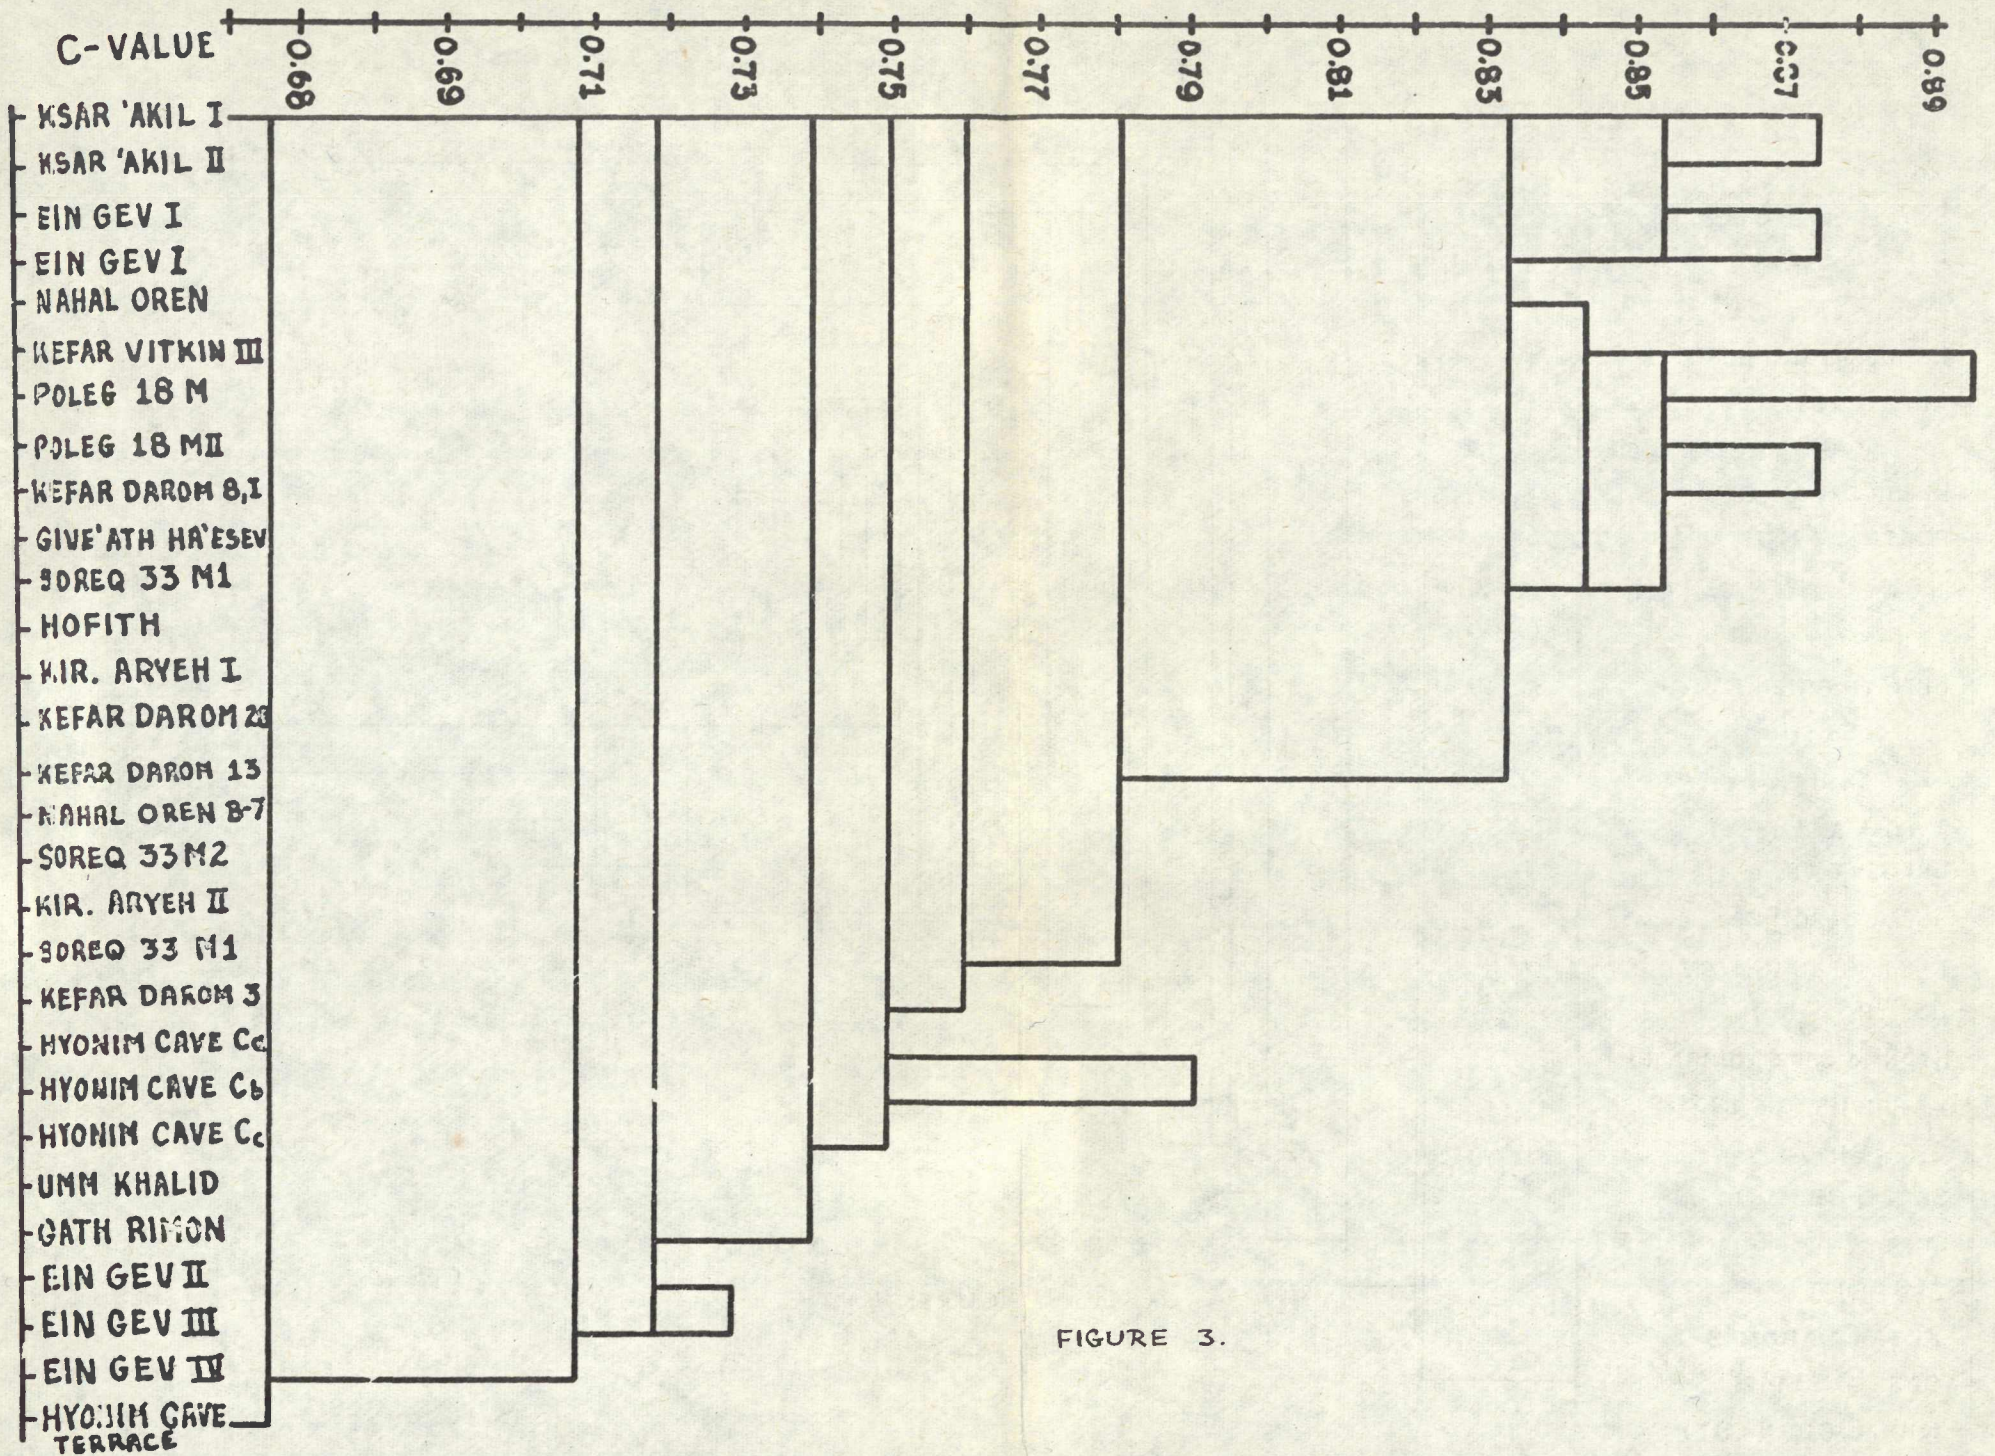 C-VALUE
0.68 0.69 0.71 0.73 0.75 0.77 0.79 0.81 0.83 0.85 0.87 0.89
KSAR 'AKIL I
KSAR 'AKIL II
EIN GEV I
EIN GEV I
NAHAL OREN
KEFAR VITKIN III
POLEG 18 M
POLEG 18 MII
KEFAR DAROM 8,I
GIVE'ATH HA'ESEV
SOREQ 33 M1
HOFITH
KIR. ARYEH I
KEFAR DAROM
KEFAR DAROM 13
NAHAL OREN 8-7
SOREQ 33 M2
KIR. ARYEH II
SOREQ 33 M1
KEFAR DAROM 3
HYONIM CAVE Cc
HYONIM CAVE Cb
HYONIM CAVE Cc
UMM KHALID
GATH RIMON
EIN GEV II
EIN GEV III
EIN GEV IV
HYONIM CAVE
TERRACE
FIGURE 3.